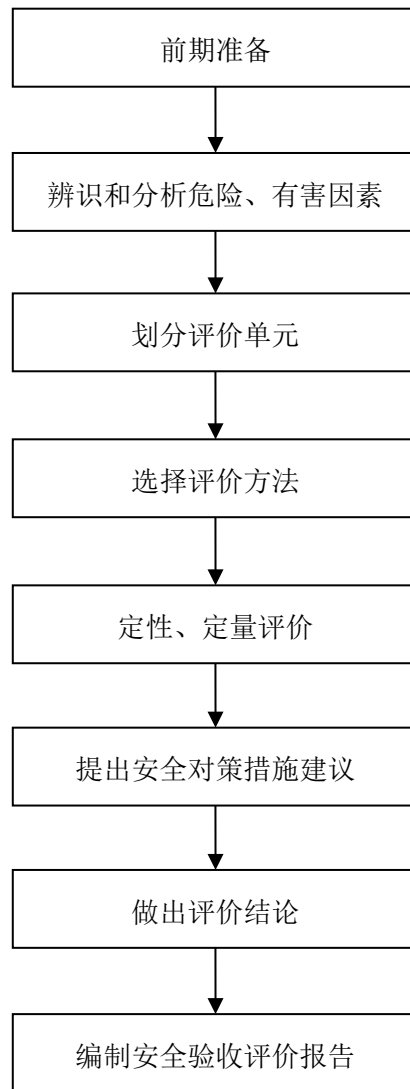 前期准备
辨识和分析危险、有害因素
划分评价单元
选择评价方法
定性、定量评价
提出安全对策措施建议
做出评价结论
编制安全验收评价报告